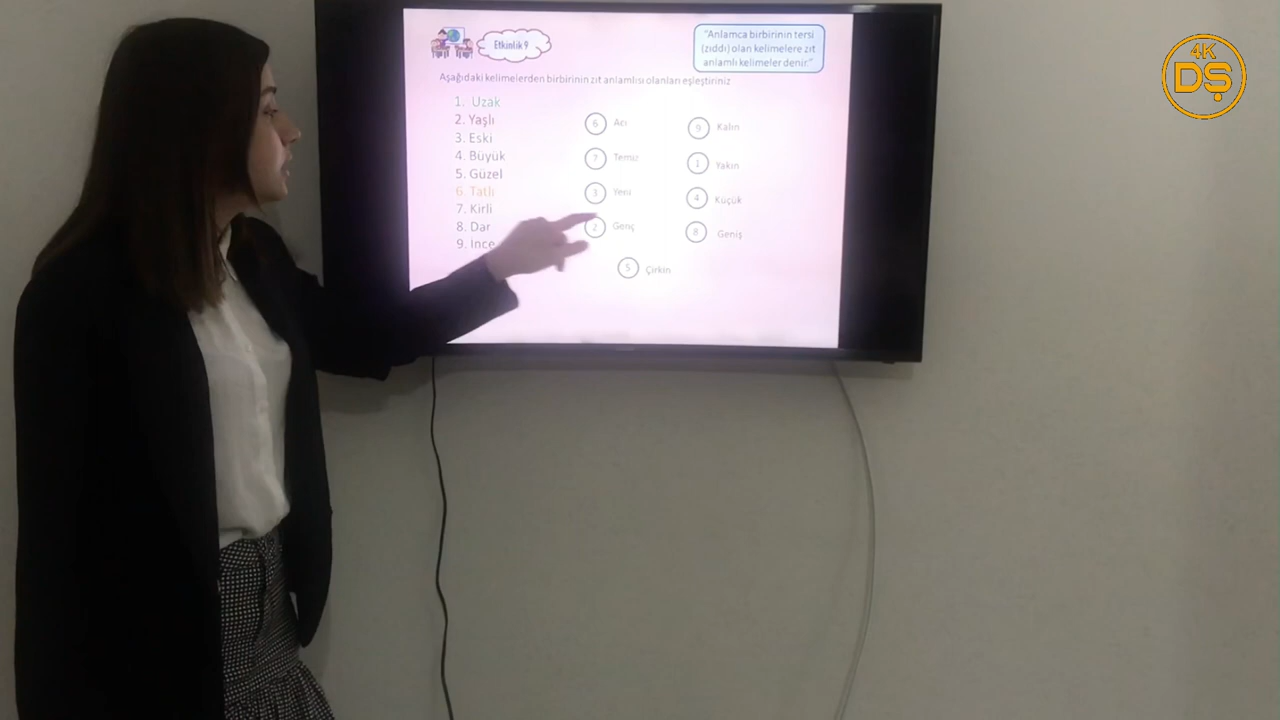 Etkinlik 9
"Anlamca birbirinin tersi
(zıddı) olan kelimelere zıt
anlamlı kelimeler denir."
Aşağıdaki kelimelerden birbirinin zıt anlamlısı olanları eşleştiriniz
1. Uzak
2. Yaşlı
3. Eski
4. Büyük
5. Güzel
6. Tatlı
7. Kirli
8. Dar
9. İnce
6 Acı
7 Temiz
3 Yeni
2 Genç
5 Çirkin
9 Kalın
1 Yakın
4 Küçük
8 Geniş
4K
DŞ